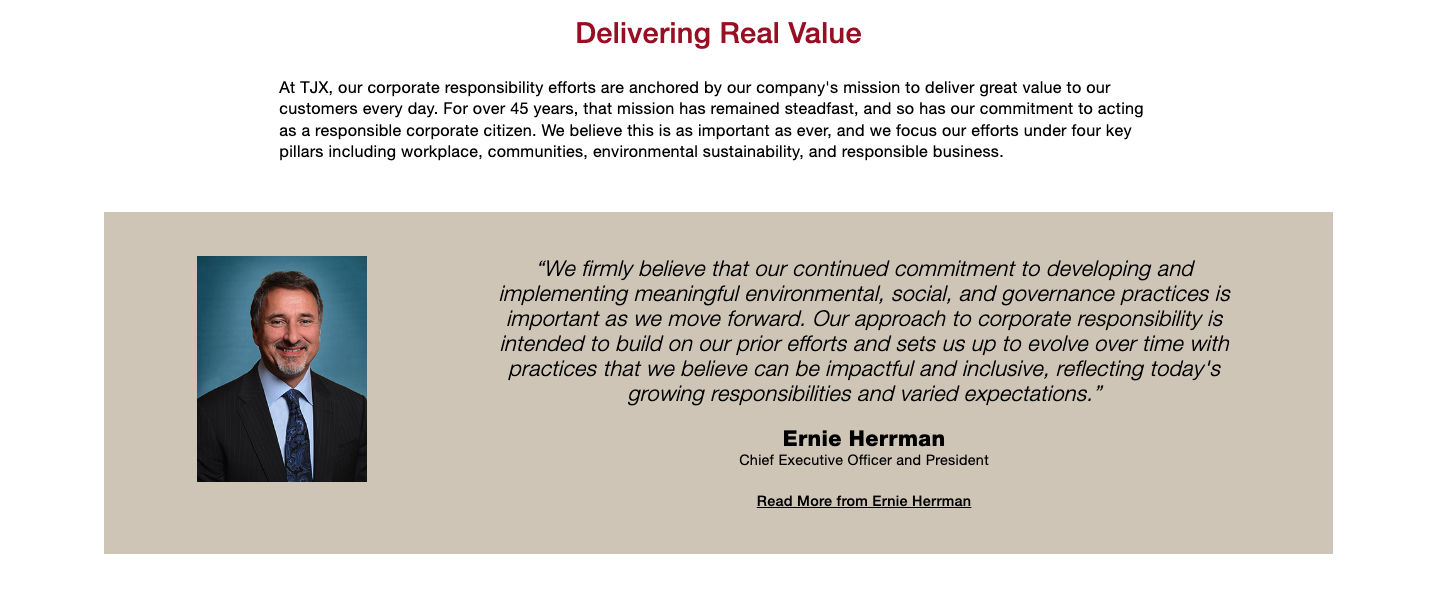 Delivering Real Value
At TJX, our corporate responsibility efforts are anchored by our company's mission to deliver great value to our
customers every day. For over 45 years, that mission has remained steadfast, and so has our commitment to acting
as a responsible corporate citizen. We believe this is as important as ever, and we focus our efforts under four key
pillars including workplace, communities, environmental sustainability, and responsible business.
“We firmly believe that our continued commitment to developing and
implementing meaningful environmental, social, and governance practices is
important as we move forward. Our approach to corporate responsibility is
intended to build on our prior efforts and sets us up to evolve over time with
practices that we believe can be impactful and inclusive, reflecting today's
growing responsibilities and varied expectations.”
Ernie Herrman
Chief Executive Officer and President
Read More from Ernie Herrman